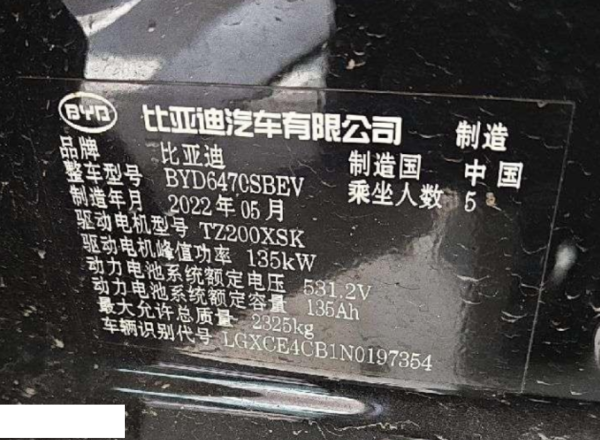 BYD 比亚迪汽车有限公司 制造
品牌 比亚迪 制造国 中国
整车型号 BYD6470SBEV 乘坐人数 5
制造年月 2022年05月
驱动电机型号 TZ200XSK
驱动电机峰值功率 135kW
动力电池系统额定电压 531.2V
动力电池系统额定容量 135Ah
最大允许总质量 2325kg
车辆识别代号 LGXCE4CB1N0197354